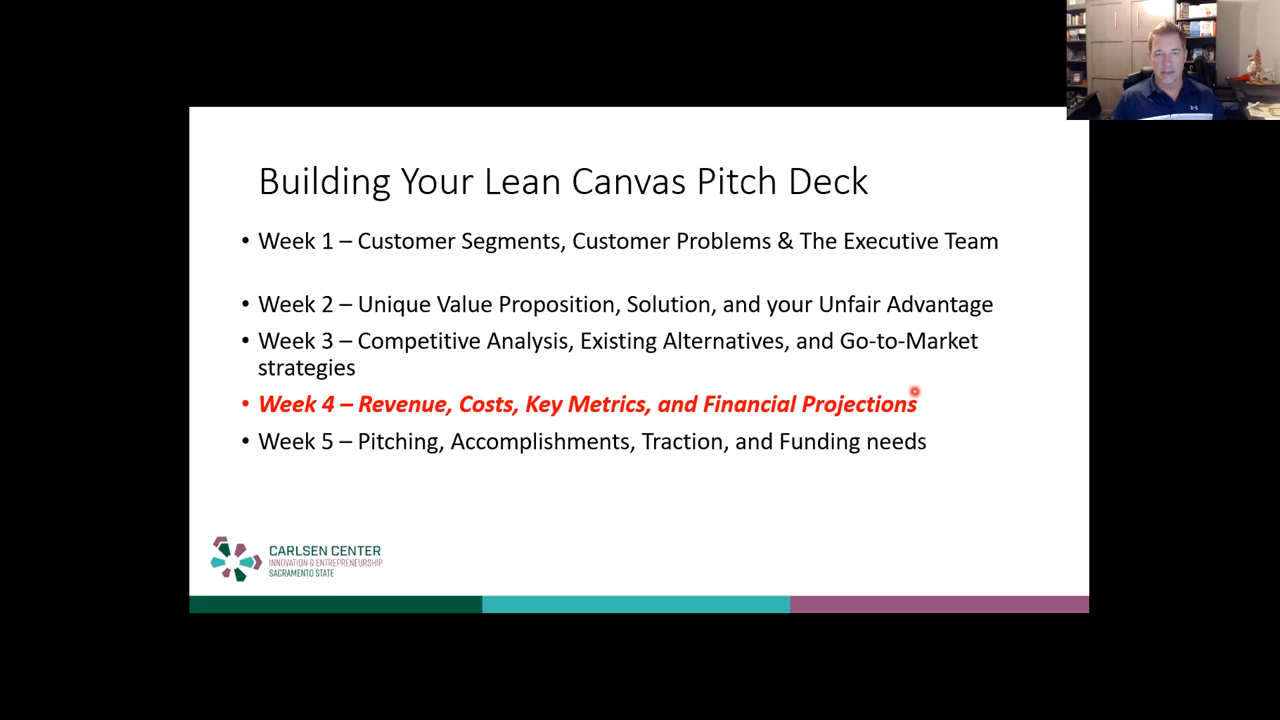 Building Your Lean Canvas Pitch Deck
• Week 1 – Customer Segments, Customer Problems & The Executive Team
• Week 2 – Unique Value Proposition, Solution, and your Unfair Advantage
• Week 3 – Competitive Analysis, Existing Alternatives, and Go-to-Market
strategies
• Week 4 – Revenue, Costs, Key Metrics, and Financial Projections
• Week 5 – Pitching, Accomplishments, Traction, and Funding needs
CARLSEN CENTER
INNOVATION & ENTREPRENEURSHIP
SACRAMENTO STATE